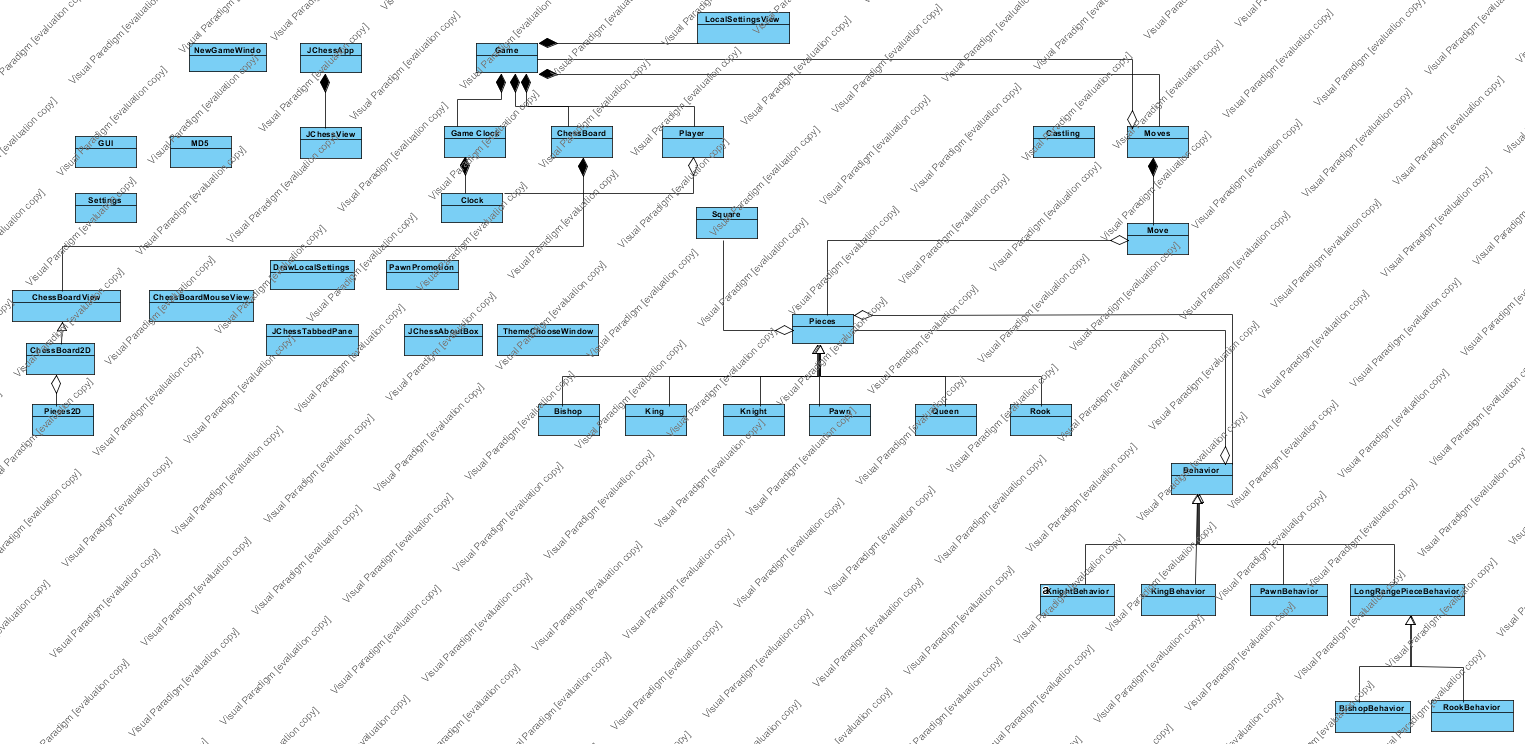 LocalSettingsView
NewGameWindo
JChessApp
Game
GUI
MD5
JChessView
Game Clock
ChessBoard
Player
Castling
Moves
Settings
Clock
Square
Move
DrawLocalSettings
PawnPromotion
ChessBoardView
ChessBoardMouseView
JChessTabbedPane
JChessAboutBox
ThemeChooseWindow
Pieces
ChessBoard2D
Pieces2D
Bishop
King
Knight
Pawn
Queen
Rook
Behavior
a
KnightBehavior
KingBehavior
PawnBehavior
LongRangePieceBehavior
BishopBehavior
RookBehavior
Visual Paradigm [evaluation copy]